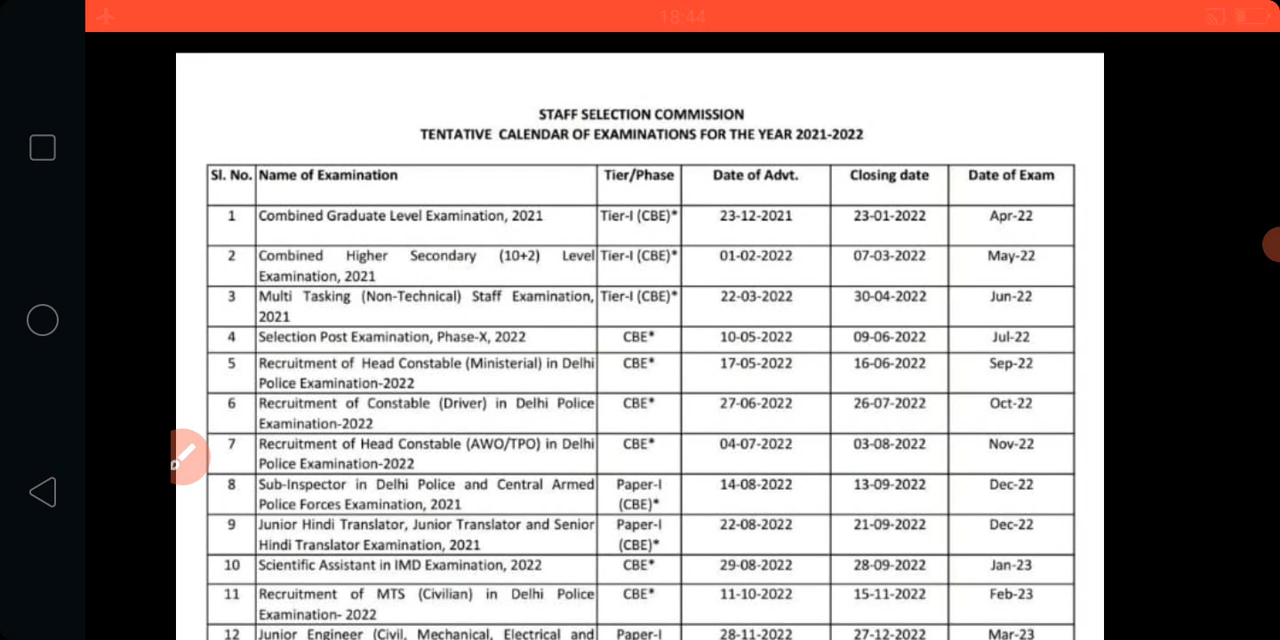 18:44
STAFF SELECTION COMMISSION
TENTATIVE CALENDAR OF EXAMINATIONS FOR THE YEAR 2021-2022
Sl. No. Name of Examination Tier/Phase Date of Advt. Closing date Date of Exam
1 Combined Graduate Level Examination, 2021 Tier-I (CBE)* 23-12-2021 23-01-2022 Apr-22
2 Combined Higher Secondary (10+2) Level Tier-I (CBE)* 01-02-2022 07-03-2022 May-22
Examination, 2021
3 Multi Tasking (Non-Technical) Staff Examination, Tier-I (CBE)* 22-03-2022 30-04-2022 Jun-22
2021
4 Selection Post Examination, Phase-X, 2022 CBE* 10-05-2022 09-06-2022 Jul-22
5 Recruitment of Head Constable (Ministerial) in Delhi CBE* 17-05-2022 16-06-2022 Sep-22
Police Examination-2022
6 Recruitment of Constable (Driver) in Delhi Police CBE* 27-06-2022 26-07-2022 Oct-22
Examination-2022
7 Recruitment of Head Constable (AWO/TPO) in Delhi CBE* 04-07-2022 03-08-2022 Nov-22
Police Examination-2022
8 Sub-Inspector in Delhi Police and Central Armed Paper-I 14-08-2022 13-09-2022 Dec-22
Police Forces Examination, 2021 (CBE)*
9 Junior Hindi Translator, Junior Translator and Senior Paper-I 22-08-2022 21-09-2022 Dec-22
Hindi Translator Examination, 2021 (CBE)*
10 Scientific Assistant in IMD Examination, 2022 CBE* 29-08-2022 28-09-2022 Jan-23
11 Recruitment of MTS (Civilian) in Delhi Police CBE* 11-10-2022 15-11-2022 Feb-23
Examination- 2022
12 Junior Engineer (Civil, Mechanical, Electrical and Paper-I 28-11-2022 27-12-2022 Mar-23